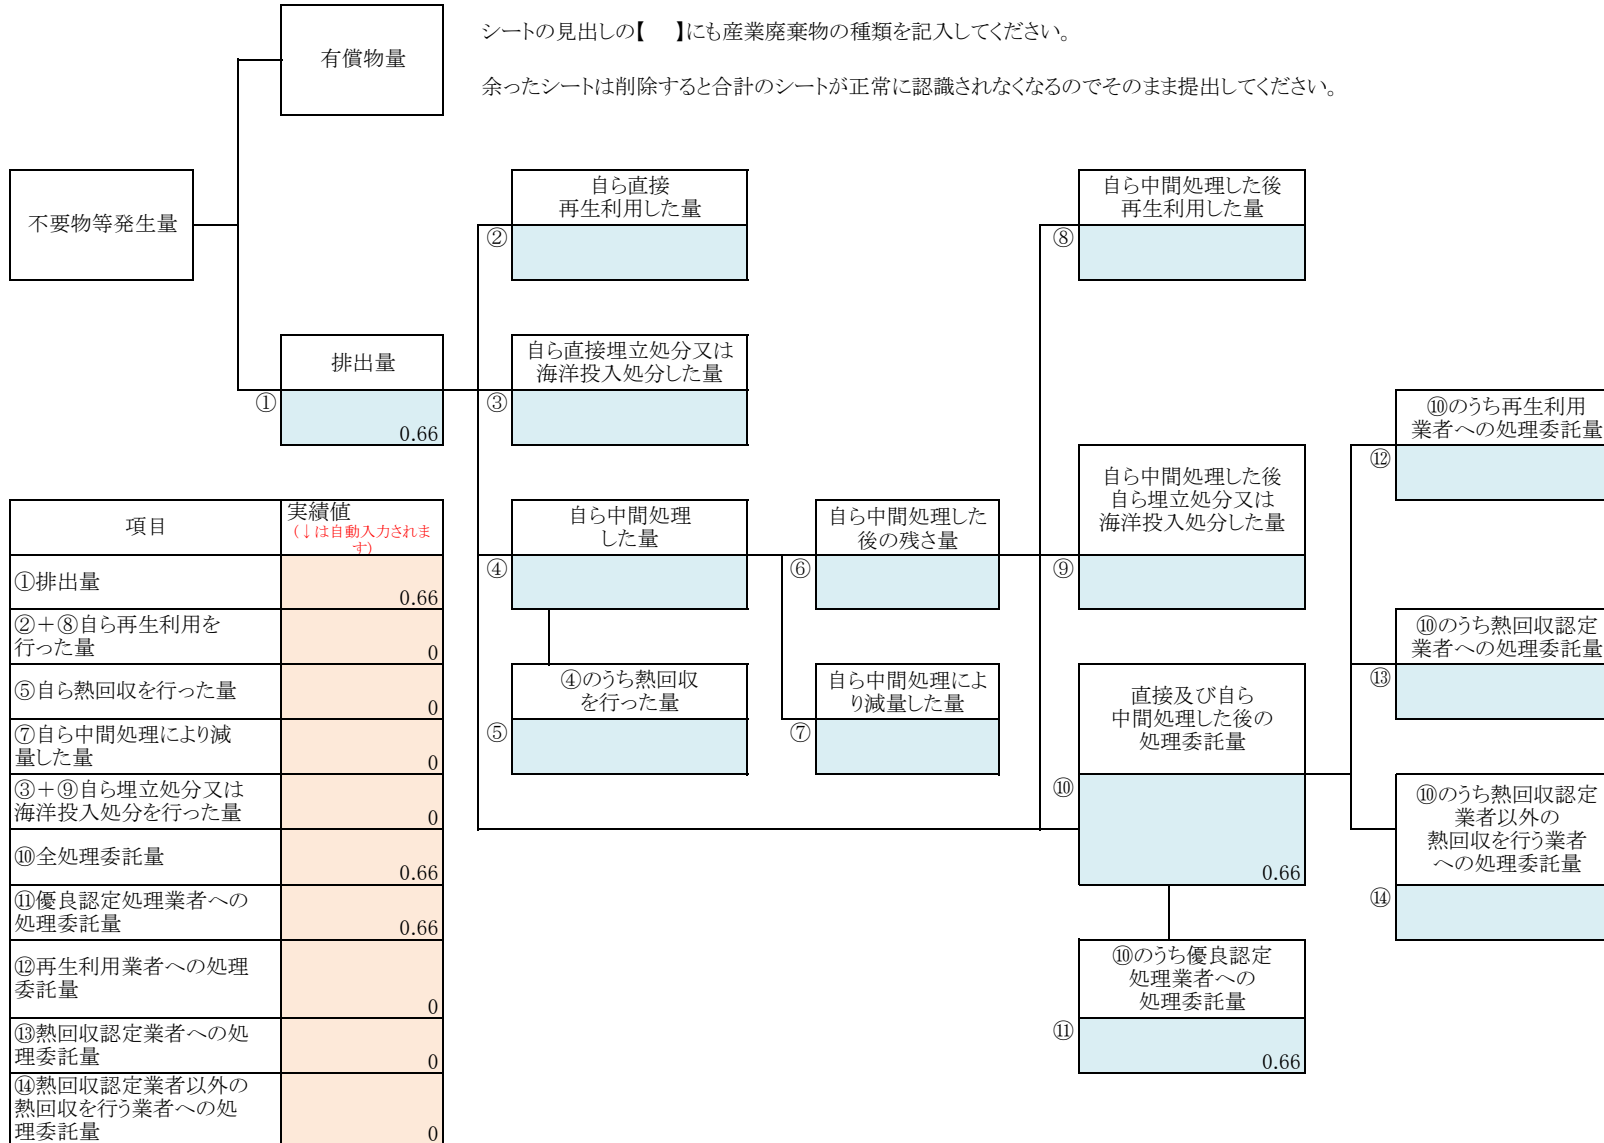 シートの見出しの【　】にも産業廃棄物の種類を記入してください。
余ったシートは削除すると合計のシートが正常に認識されなくなるのでそのまま提出してください。
有償物量
不要物等発生量
自ら直接
再生利用した量
②
自ら中間処理した後
再生利用した量
⑧
排出量
①
0.66
自ら直接埋立処分又は
海洋投入処分した量
③
⑩のうち再生利用
業者への処理委託量
⑫
自ら中間処理した後
自ら埋立処分又は
海洋投入処分した量
⑨
自ら中間処理
した量
④
自ら中間処理した
後の残さ量
⑥
⑩のうち熱回収認定
業者への処理委託量
⑬
④のうち熱回収
を行った量
⑤
自ら中間処理によ
り減量した量
⑦
直接及び自ら
中間処理した後の
処理委託量
⑩
0.66
⑩のうち熱回収認定
業者以外の
熱回収を行う業者
への処理委託量
⑭
⑩のうち優良認定
処理業者への
処理委託量
⑪
0.66
項目
実績値
(↓は自動入力されま
す)
①排出量
0.66
②＋⑧自ら再生利用を
行った量
0
⑤自ら熱回収を行った量
0
⑦自ら中間処理により減
量した量
0
③＋⑨自ら埋立処分又は
海洋投入処分を行った量
0
⑩全処理委託量
0.66
⑪優良認定処理業者への
処理委託量
0.66
⑫再生利用業者への処理
委託量
0
⑬熱回収認定業者への処
理委託量
0
⑭熱回収認定業者以外の
熱回収を行う業者への処
理委託量
0